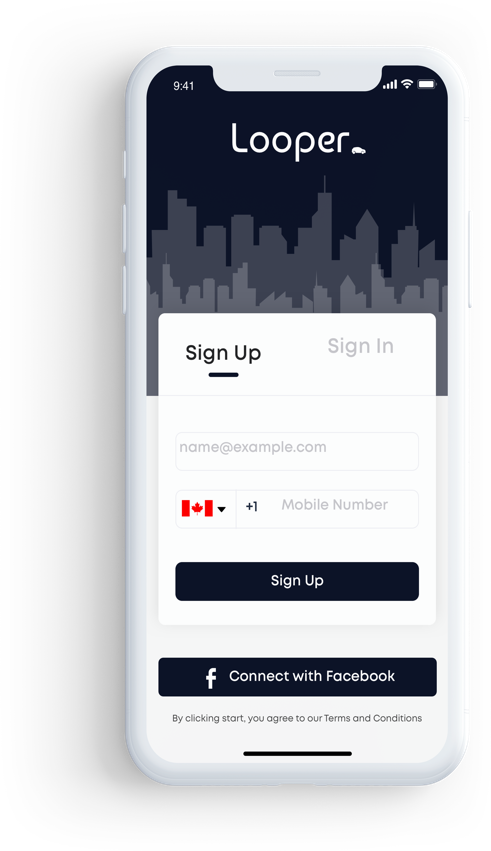 9:41
Looper
Sign Up
Sign In
name@example.com
+1 Mobile Number
Sign Up
f Connect with Facebook
By clicking start, you agree to our Terms and Conditions